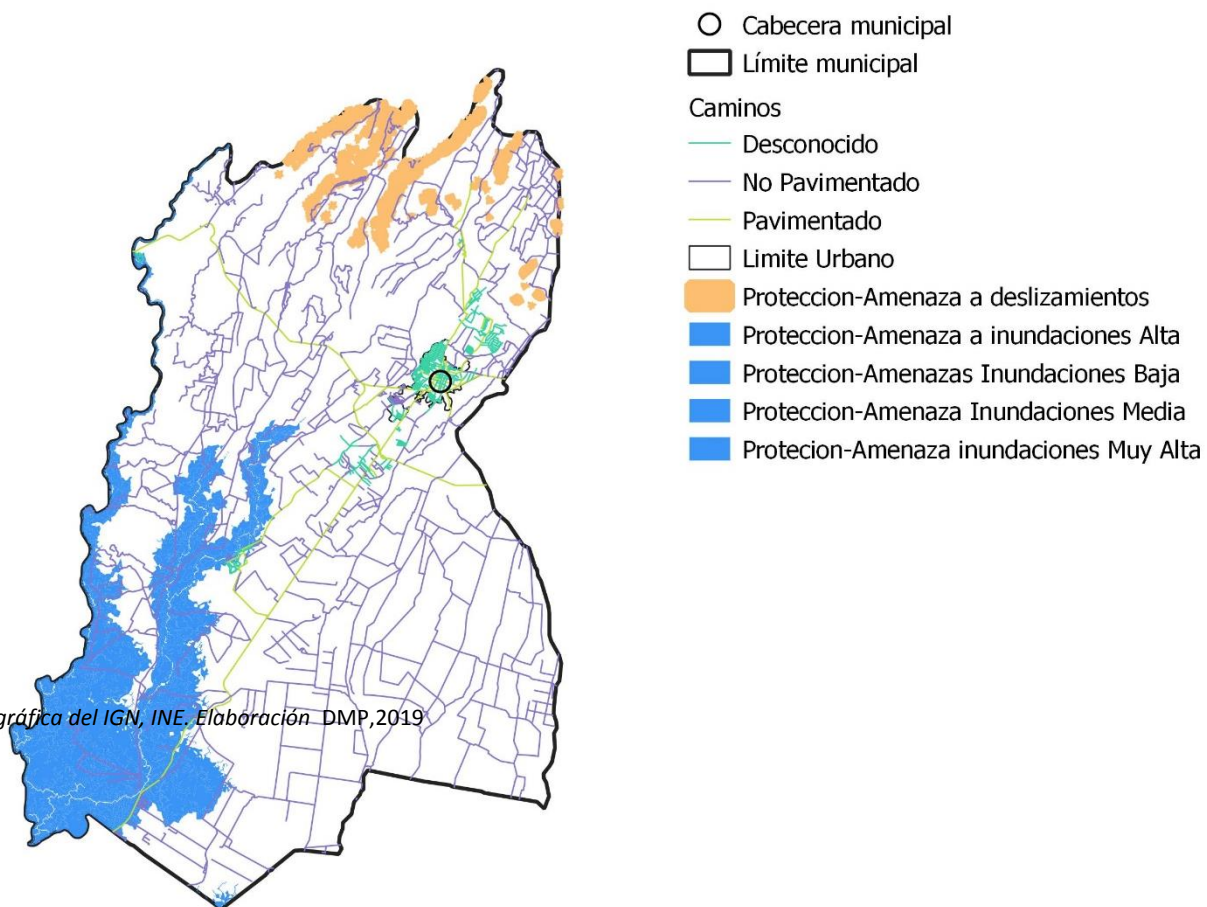 Cabecera municipal
Límite municipal
Caminos
Desconocido
No Pavimentado
Pavimentado
Limite Urbano
Proteccion-Amenaza a deslizamientos
Proteccion-Amenaza a inundaciones Alta
Proteccion-Amenazas Inundaciones Baja
Proteccion-Amenaza Inundaciones Media
Protecion-Amenaza inundaciones Muy Alta
gráfica del IGN, INE. Elaboración DMP,2019